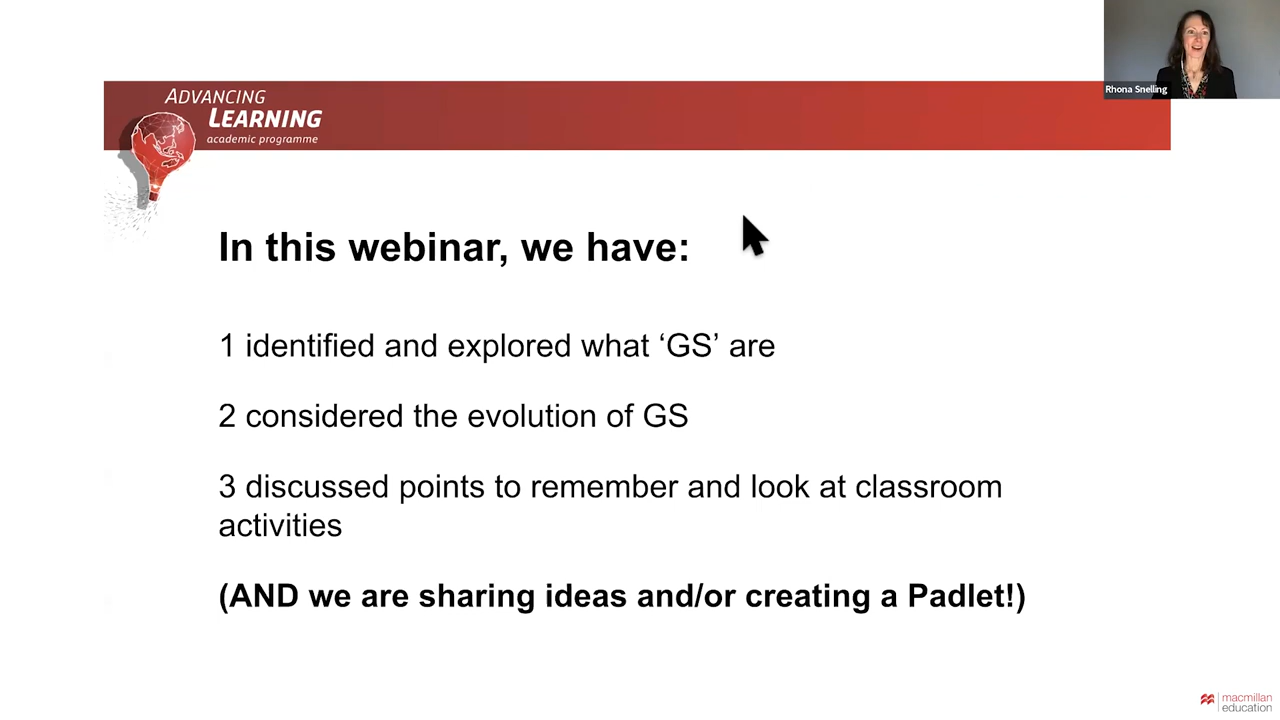 Rhona Snelling
ADVANCING
LEARNING
academic programme
In this webinar, we have:
1 identified and explored what ‘GS’ are
2 considered the evolution of GS
3 discussed points to remember and look at classroom
activities
(AND we are sharing ideas and/or creating a Padlet!)
macmillan
education